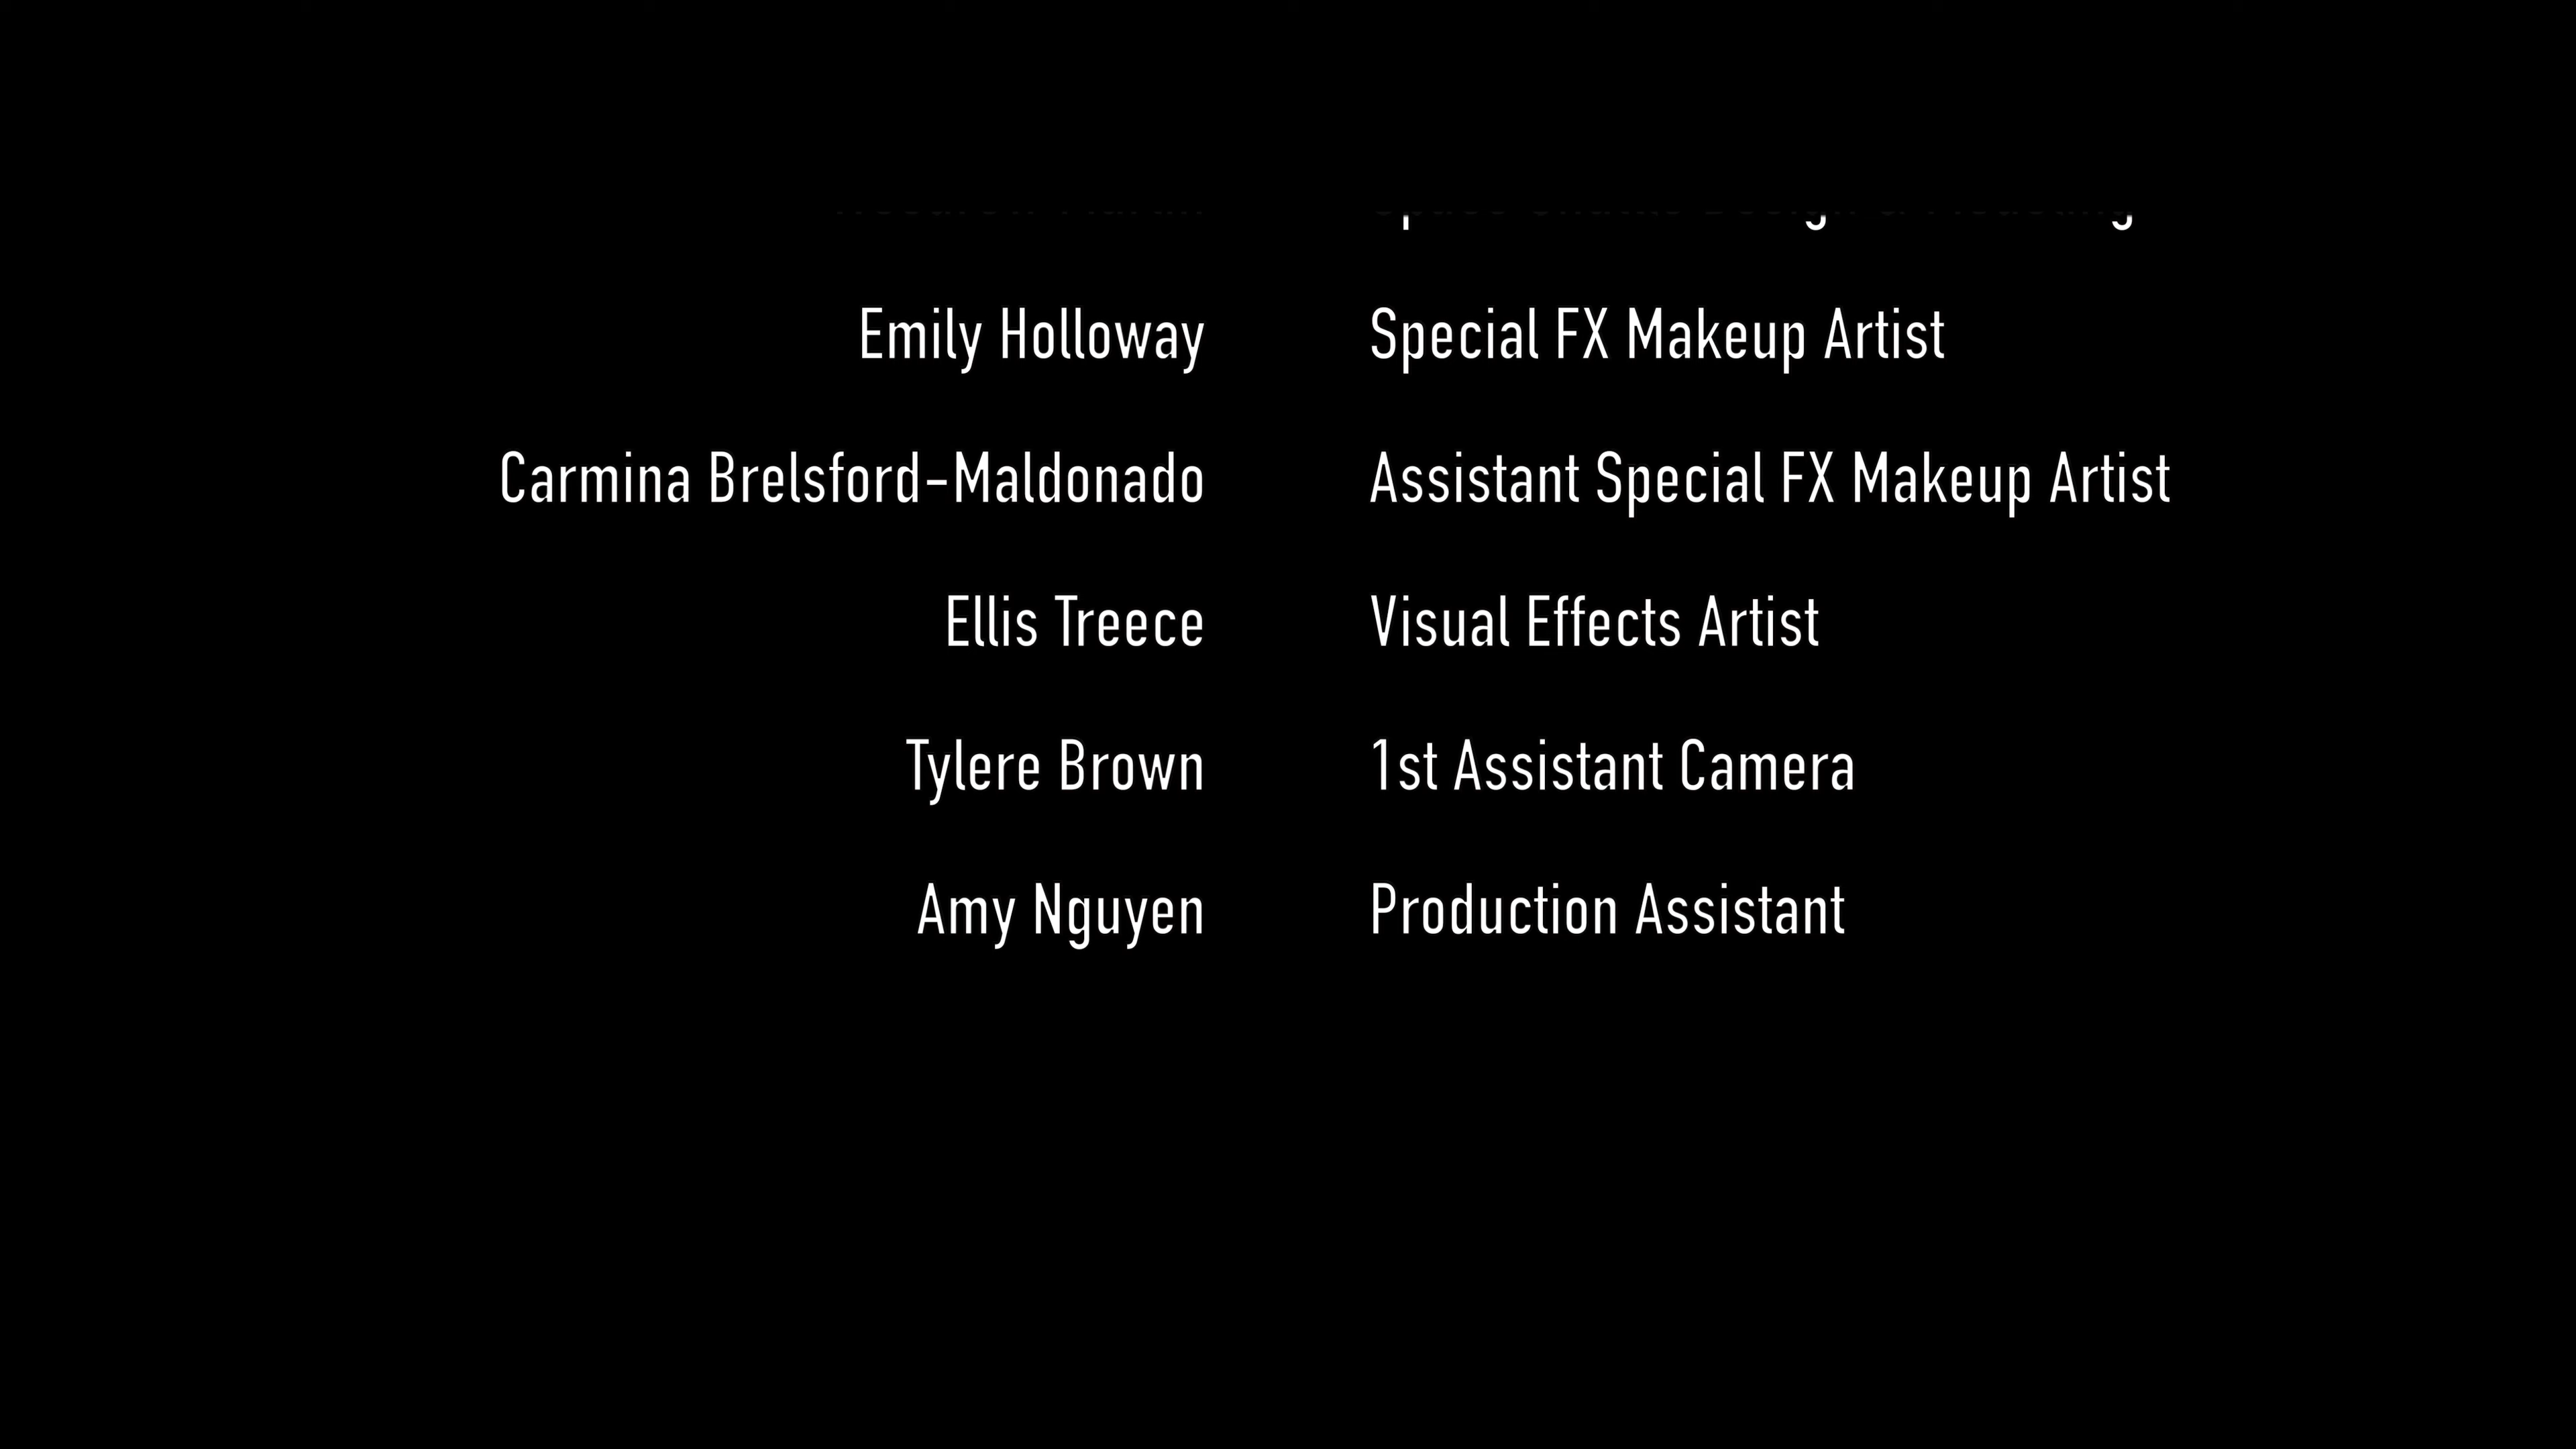 Emily Holloway Special FX Makeup Artist
Carmina Brelsford-Maldonado Assistant Special FX Makeup Artist
Ellis Treece Visual Effects Artist
Tylere Brown 1st Assistant Camera
Amy Nguyen Production Assistant